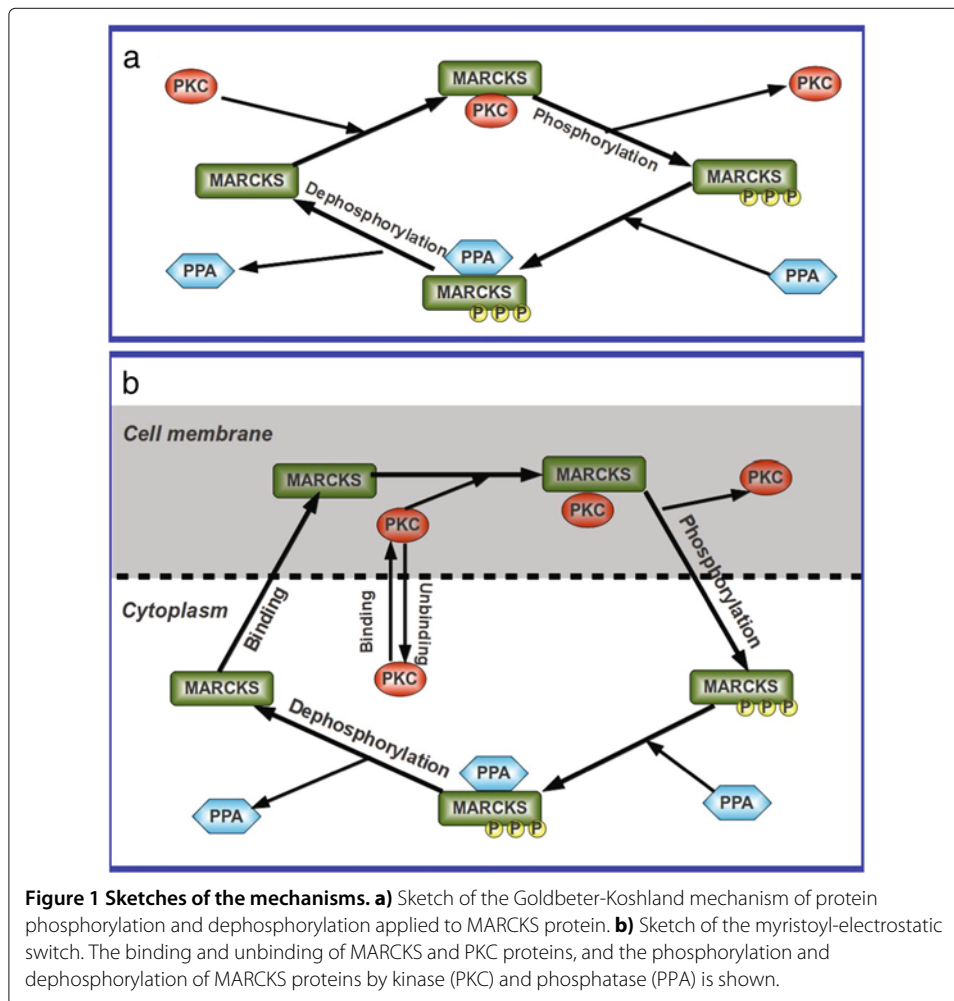 a
PKC
MARCKS
PKC
PKC
Phosphorylation
MARCKS
MARCKS
P P P
Dephosphorylation
PPA
PPA
MARCKS
P P P
PPA
b
Cell membrane
MARCKS
MARCKS
PKC
PKC
PKC
Phosphorylation
Cytoplasm
Binding
Binding
Unbinding
PKC
MARCKS
MARCKS
P P P
Dephosphorylation
PPA
MARCKS
P P P
PPA
PPA
Figure 1 Sketches of the mechanisms. a) Sketch of the Goldbeter-Koshland mechanism of protein
phosphorylation and dephosphorylation applied to MARCKS protein. b) Sketch of the myristoyl-electrostatic
switch. The binding and unbinding of MARCKS and PKC proteins, and the phosphorylation and
dephosphorylation of MARCKS proteins by kinase (PKC) and phosphatase (PPA) is shown.